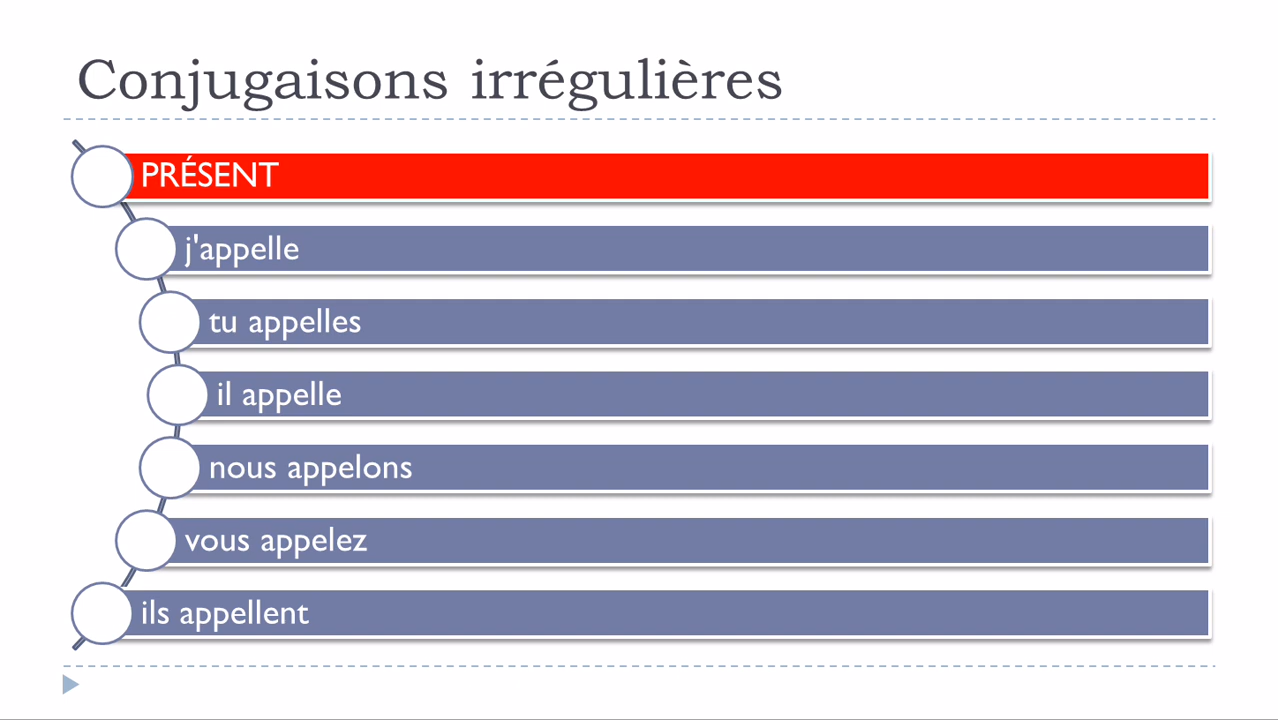 Conjugaisons irrégulières
PRÉSENT
j'appelle
tu appelles
il appelle
nous appelons
vous appelez
ils appellent